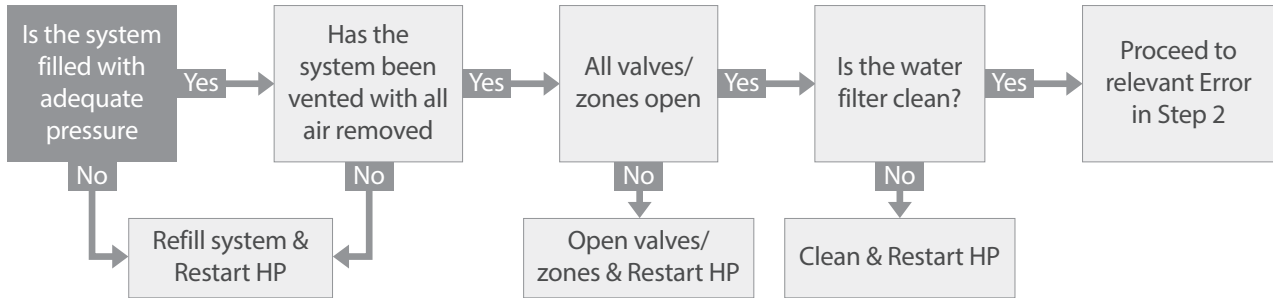 Is the system
filled with
adequate
pressure
Yes
Has the
system been
vented with all
air removed
Yes
All valves/
zones open
Yes
Is the water
filter clean?
Yes
Proceed to
relevant Error
in Step 2
No
No
No
No
Refill system &
Restart HP
Open valves/
zones & Restart HP
Clean & Restart HP